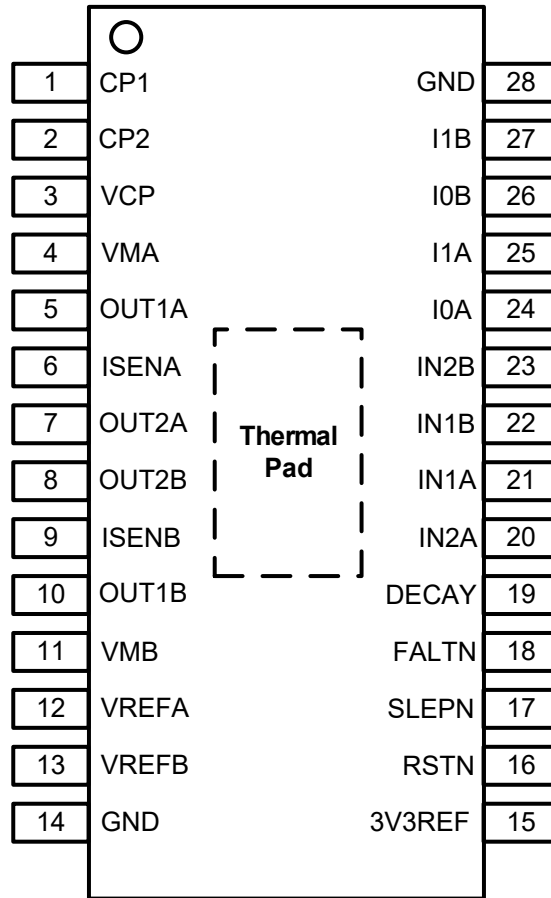 1 CP1 GND 28
2 CP2 I1B 27
3 VCP I0B 26
4 VMA I1A 25
5 OUT1A I0A 24
6 ISENA IN2B 23
7 OUT2A IN1B 22
Thermal
Pad
8 OUT2B IN1A 21
9 ISENB IN2A 20
10 OUT1B DECAY 19
11 VMB FALTN 18
12 VREFA SLEPN 17
13 VREFB RSTN 16
14 GND 3V3REF 15